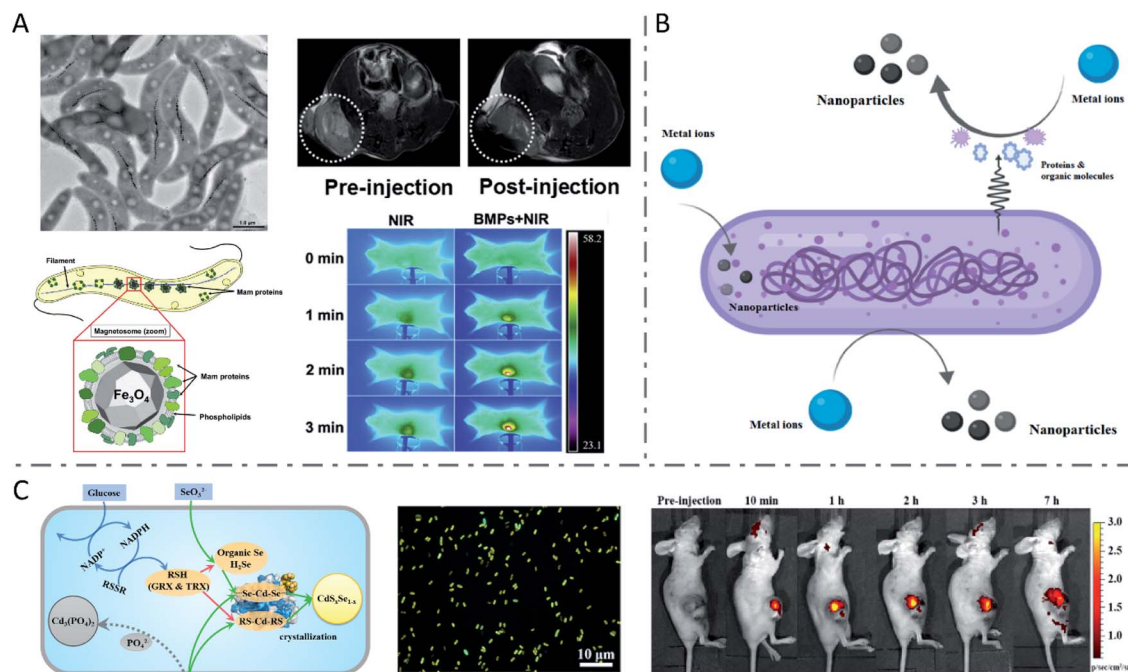 A
1.0 μm
Filament
Mam proteins
Magnetosome (zoom)
Fe3O4
Mam proteins
Phospholipids
Pre-injection
Post-injection
NIR
BMPs+NIR
0 min
1 min
2 min
3 min
58.2
23.1
B
Nanoparticles
Metal ions
Metal ions
Proteins &
organic molecules
Nanoparticles
Metal ions
Nanoparticles
C
Glucose
SeO3 2-
NADPH
NADP+
RSSR
RSH
(GRX & TRX)
Organic Se
H2Se
Se-Cd-Se
RS-Cd-RS
CdSxSe1-x
crystallization
Cd3(PO4)2
10 μm
Pre-injection
10 min
1 h
2 h
3 h
7 h
3.0
2.5
2.0
1.5
1.0